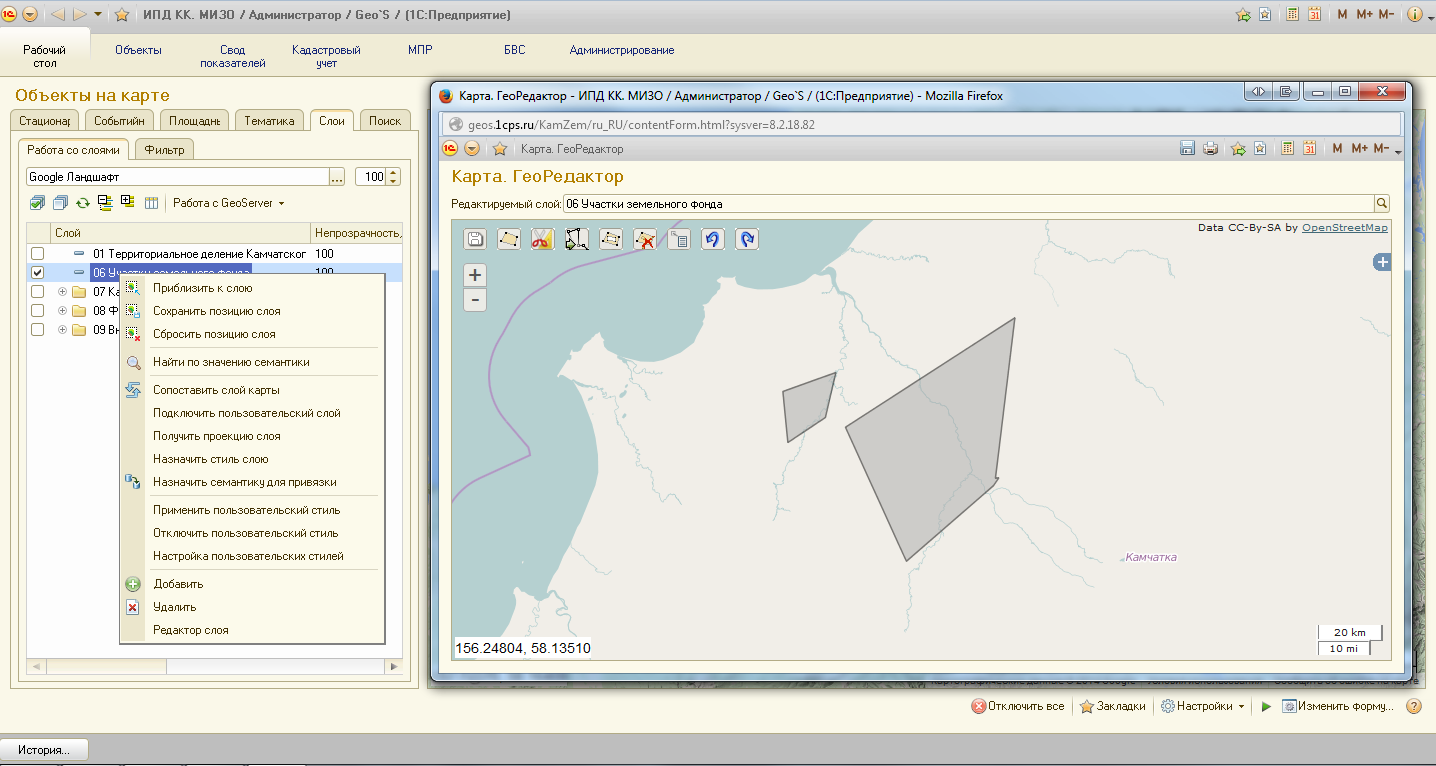 ИПД КК. МИЗО / Администратор / Geo`S / (1С:Предприятие)
M M+ M-
Рабочий
стол
Объекты
Свод
показателей
Кадастровый
учет
МПР
БВС
Администрирование
Объекты на карте
Стационар
Событийн
Площаднь
Тематика
Слои
Поиск
Работа со слоями
Фильтр
Google Ландшафт
...
100
Работа с GeoServer
Слой
Непрозрачность,
01 Территориальное деление Камчатског 100
06 Участки земельного фонда 100
07 Ка
08 Ф
09 Вн
Приблизить к слою
Сохранить позицию слоя
Сбросить позицию слоя
Найти по значению семантики
Сопоставить слой карты
Подключить пользовательский слой
Получить проекцию слоя
Назначить стиль слою
Назначить семантику для привязки
Применить пользовательский стиль
Отключить пользовательский стиль
Настройка пользовательских стилей
Добавить
Удалить
Редактор слоя
Карта. ГеоРедактор - ИПД КК. МИЗО / Администратор / Geo`S / (1С:Предприятие) - Mozilla Firefox
geos.1cps.ru/KamZem/ru_RU/contentForm.html?sysver=8.2.18.82
Карта. ГеоРедактор
M M+ M-
Карта. ГеоРедактор
Редактируемый слой: 06 Участки земельного фонда
Data CC-By-SA by OpenStreetMap
+
-
+
Камчатка
156.24804, 58.13510
20 km
10 mi
Отключить все
Закладки
Настройки
Изменить форму...
?
История...